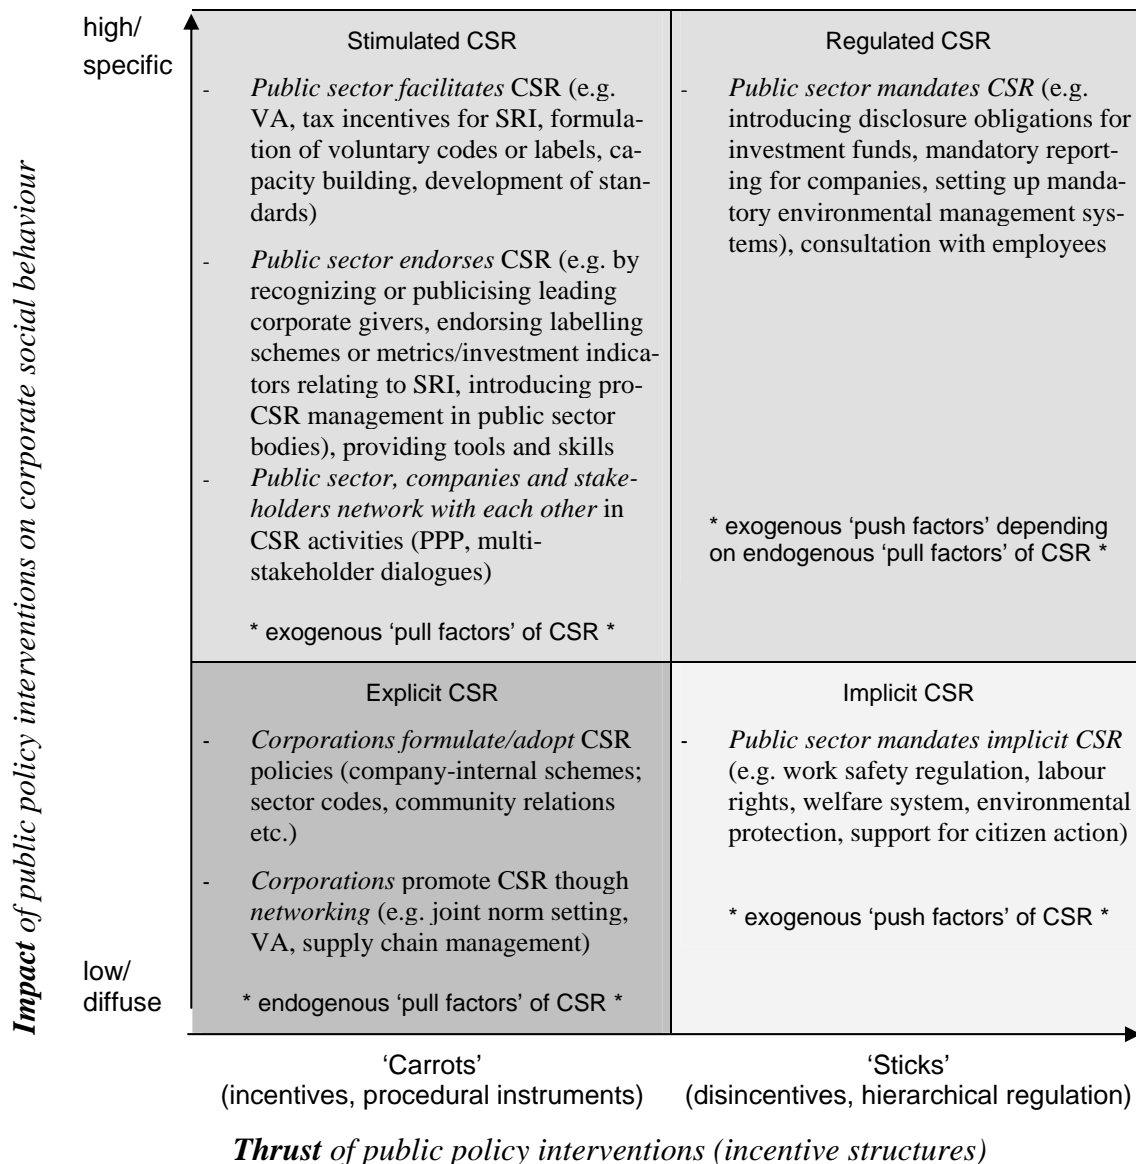 high/
specific
Impact of public policy interventions on corporate social behaviour
low/
diffuse
Stimulated CSR
- Public sector facilitates CSR (e.g.
VA, tax incentives for SRI, formula-
tion of voluntary codes or labels, ca-
pacity building, development of stan-
dards)
- Public sector endorses CSR (e.g. by
recognizing or publicising leading
corporate givers, endorsing labelling
schemes or metrics/investment indica-
tors relating to SRI, introducing pro-
CSR management in public sector
bodies), providing tools and skills
- Public sector, companies and stake-
holders network with each other in
CSR activities (PPP, multi-
stakeholder dialogues)
* exogenous ‘pull factors’ of CSR *
Regulated CSR
- Public sector mandates CSR (e.g.
introducing disclosure obligations for
investment funds, mandatory report-
ing for companies, setting up manda-
tory environmental management sys-
tems), consultation with employees
* exogenous ‘push factors’ depending
on endogenous ‘pull factors’ of CSR *
Explicit CSR
- Corporations formulate/adopt CSR
policies (company-internal schemes;
sector codes, community relations
etc.)
- Corporations promote CSR though
networking (e.g. joint norm setting,
VA, supply chain management)
* endogenous ‘pull factors’ of CSR *
Implicit CSR
- Public sector mandates implicit CSR
(e.g. work safety regulation, labour
rights, welfare system, environmental
protection, support for citizen action)
* exogenous ‘push factors’ of CSR *
‘Carrots’
(incentives, procedural instruments)
‘Sticks’
(disincentives, hierarchical regulation)
Thrust of public policy interventions (incentive structures)